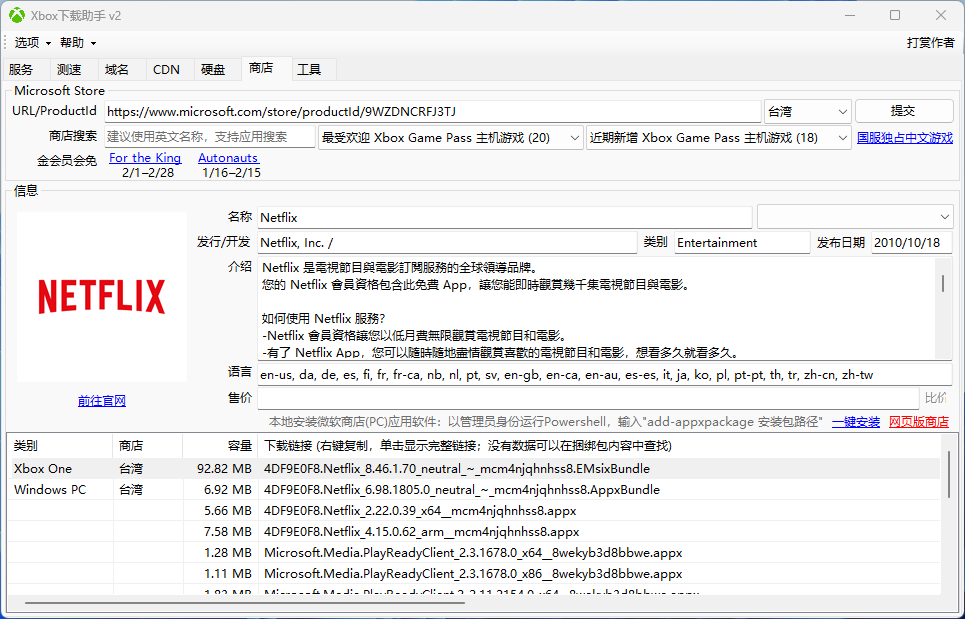 Xbox下载助手 v2
选项 帮助 打赏作者
服务 测速 域名 CDN 硬盘 商店 工具
Microsoft Store
URL/ProductId https://www.microsoft.com/store/productId/9WZDNCRFJ3TJ 台湾 提交
商店搜索 建议使用英文名称，支持应用搜索 最受欢迎 Xbox Game Pass 主机游戏 (20) 近期新增 Xbox Game Pass 主机游戏 (18) 国服独占中文游戏
金会员会免 For the King Autonauts
2/1–2/28 1/16–2/15
信息
NETFLIX
名称 Netflix
发行/开发 Netflix, Inc. / 类别 Entertainment 发布日期 2010/10/18
介绍 Netflix 是電視節目與電影訂閱服務的全球領導品牌。
您的 Netflix 會員資格包含此免費 App，讓您能即時觀賞幾千集電視節目與電影。
如何使用 Netflix 服務?
-Netflix 會員資格讓您以低月費無限觀賞電視節目和電影。
-有了 Netflix App，您可以隨時隨地盡情觀賞喜歡的電視節目和電影，想看多久就看多久。
语言 en-us, da, de, es, fi, fr, fr-ca, nb, nl, pt, sv, en-gb, en-ca, en-au, es-es, it, ja, ko, pl, pt-pt, th, tr, zh-cn, zh-tw
前往官网
售价 比价
本地安装微软商店(PC)应用软件：以管理员身份运行Powershell，输入"add-appxpackage 安装包路径" 一键安装 网页版商店
类别 商店 容量 下载链接 (右键复制，单击显示完整链接；没有数据可以在捆绑包内容中查找)
Xbox One 台湾 92.82 MB 4DF9E0F8.Netflix_8.46.1.70_neutral_~_mcm4njqhnhss8.EMsixBundle
Windows PC 台湾 6.92 MB 4DF9E0F8.Netflix_6.98.1805.0_neutral_~_mcm4njqhnhss8.AppxBundle
5.66 MB 4DF9E0F8.Netflix_2.22.0.39_x64__mcm4njqhnhss8.appx
7.58 MB 4DF9E0F8.Netflix_4.15.0.62_arm__mcm4njqhnhss8.appx
1.28 MB Microsoft.Media.PlayReadyClient_2.3.1678.0_x64__8wekyb3d8bbwe.appx
1.11 MB Microsoft.Media.PlayReadyClient_2.3.1678.0_x86__8wekyb3d8bbwe.appx